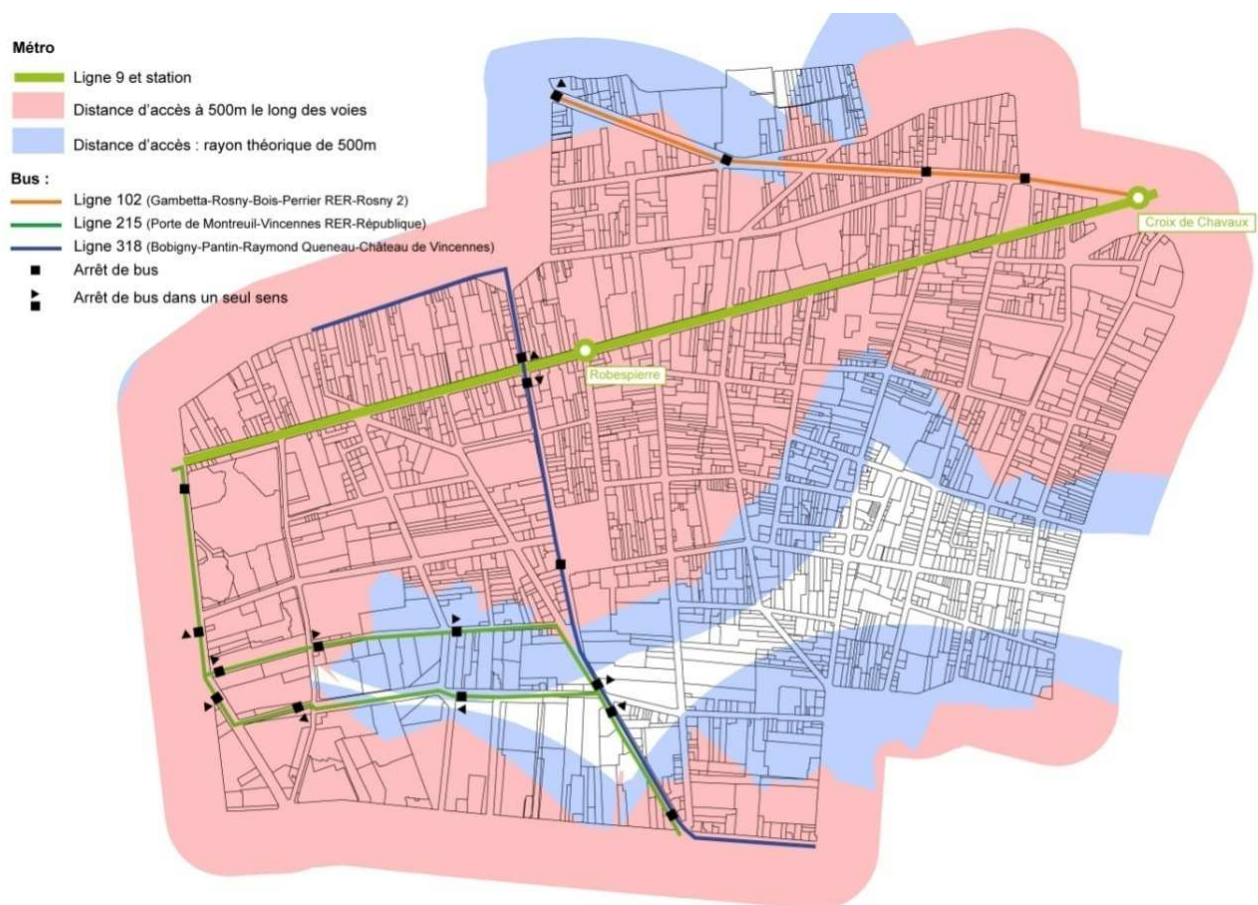 Métro
Ligne 9 et station
Distance d'accès à 500m le long des voies
Distance d'accès : rayon théorique de 500m
Bus :
Ligne 102 (Gambetta-Rosny-Bois-Perrier RER-Rosny 2)
Ligne 215 (Porte de Montreuil-Vincennes RER-République)
Ligne 318 (Bobigny-Pantin-Raymond Queneau-Château de Vincennes)
Arrêt de bus
Arrêt de bus dans un seul sens
Croix de Chavaux
Robespierre